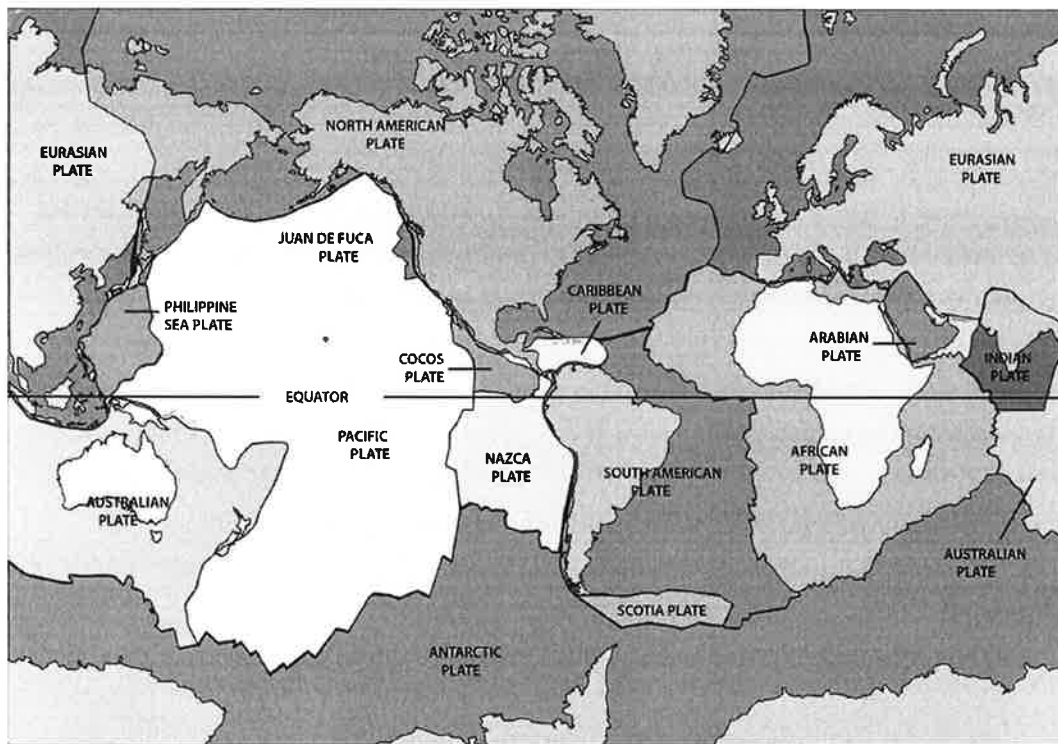 NORTH AMERICAN
PLATE
EURASIAN
PLATE
EURASIAN
PLATE
JUAN DE FUCA
PLATE
CARIBBEAN
PLATE
PHILIPPINE
SEA PLATE
ARABIAN
PLATE
COCOS
PLATE
INDIAN
PLATE
EQUATOR
PACIFIC
PLATE
NAZCA
PLATE
SOUTH AMERICAN
PLATE
AFRICAN
PLATE
AUSTRALIAN
PLATE
AUSTRALIAN
PLATE
SCOTIA PLATE
ANTARCTIC
PLATE